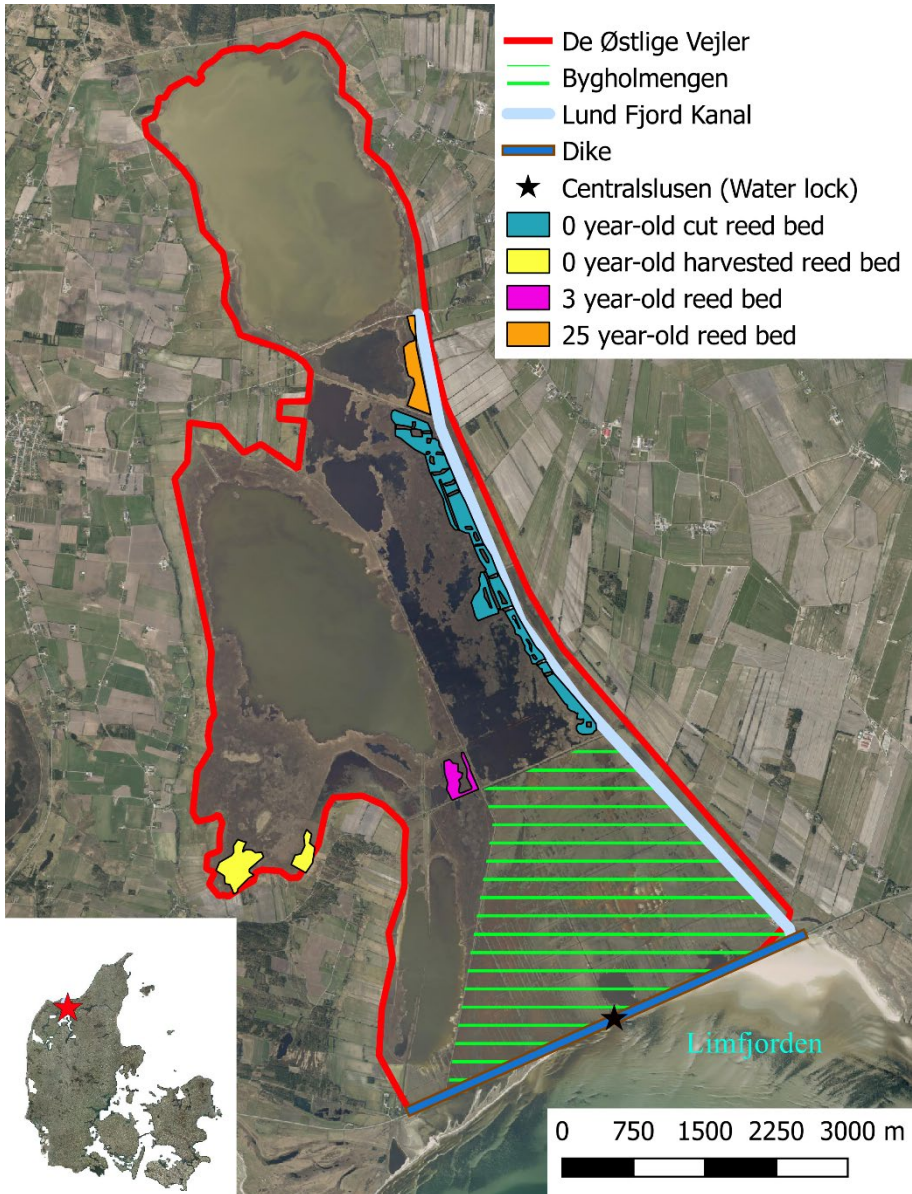 De Østlige Vejler
Bygholmengen
Lund Fjord Kanal
Dike
Centralslusen (Water lock)
0 year-old cut reed bed
0 year-old harvested reed bed
3 year-old reed bed
25 year-old reed bed
Limfjorden
0 750 1500 2250 3000 m